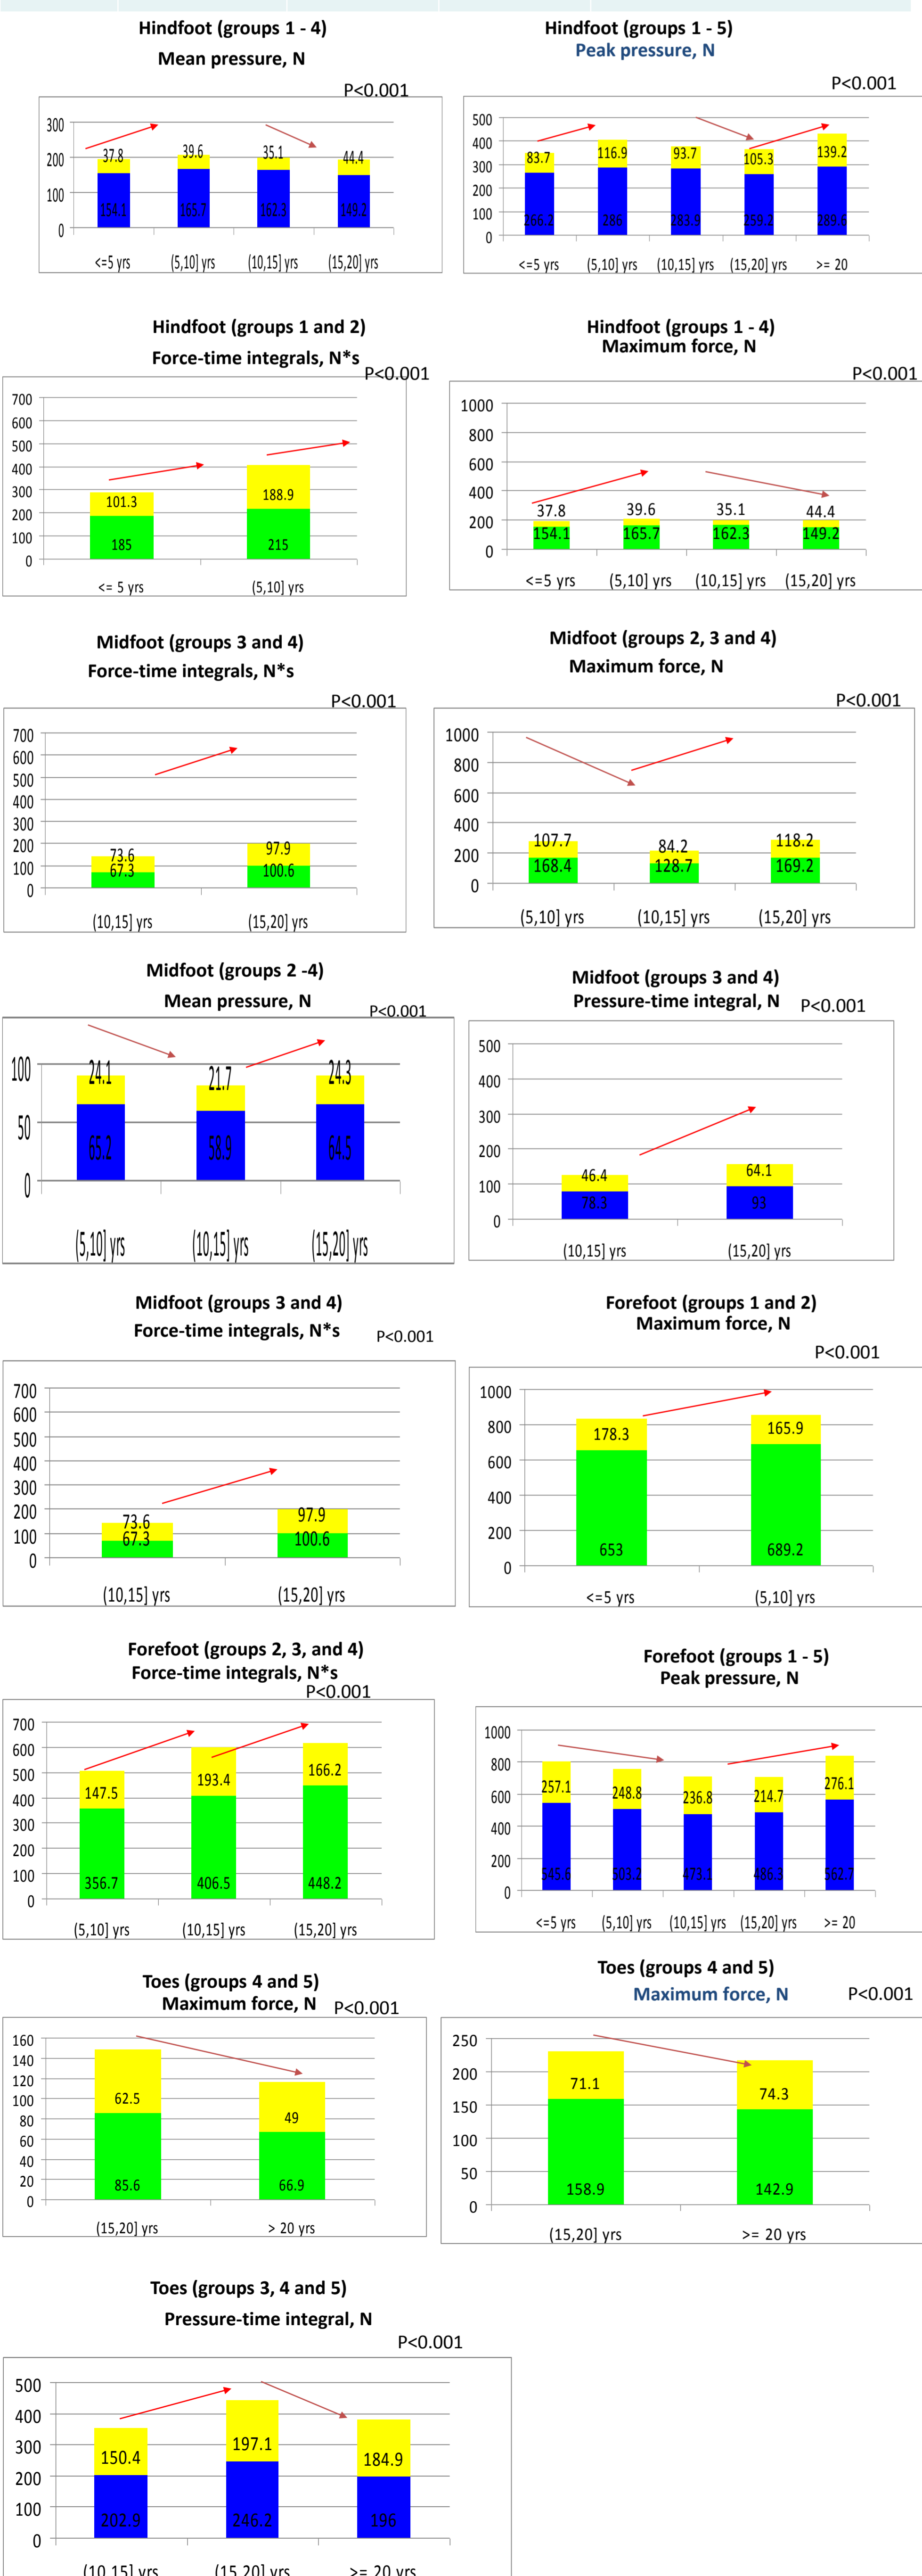 Hindfoot (groups 1 - 4)
Mean pressure, N
P<0.001
300
200
100
0
37.8 39.6 35.1 44.4
154.1 165.7 162.3 149.2
<=5 yrs (5,10] yrs (10,15] yrs (15,20] yrs
Hindfoot (groups 1 - 5)
Peak pressure, N
P<0.001
500
400
300
200
100
0
83.7 116.9 93.7 105.3 139.2
266.2 286 283.9 259.2 289.6
<=5 yrs (5,10] yrs (10,15] yrs (15,20] yrs >= 20
Hindfoot (groups 1 and 2)
Force-time integrals, N*s
P<0.001
700
600
500
400
300
200
100
0
101.3 188.9
185 215
<= 5 yrs (5,10] yrs
Hindfoot (groups 1 - 4)
Maximum force, N
P<0.001
1000
800
600
400
200
0
37.8 39.6 35.1 44.4
154.1 165.7 162.3 149.2
<=5 yrs (5,10] yrs (10,15] yrs (15,20] yrs
Midfoot (groups 3 and 4)
Force-time integrals, N*s
P<0.001
700
600
500
400
300
200
100
0
73.6 97.9
67.3 100.6
(10,15] yrs (15,20] yrs
Midfoot (groups 2, 3 and 4)
Maximum force, N
P<0.001
1000
800
600
400
200
0
107.7 84.2 118.2
168.4 128.7 169.2
(5,10] yrs (10,15] yrs (15,20] yrs
Midfoot (groups 2 -4)
Mean pressure, N
P<0.001
100
50
0
24.1 21.7 24.3
65.2 58.9 64.5
(5,10] yrs (10,15] yrs (15,20] yrs
Midfoot (groups 3 and 4)
Pressure-time integral, N
P<0.001
500
400
300
200
100
0
46.4 64.1
78.3 93
(10,15] yrs (15,20] yrs
Midfoot (groups 3 and 4)
Force-time integrals, N*s
P<0.001
700
600
500
400
300
200
100
0
73.6 97.9
67.3 100.6
(10,15] yrs (15,20] yrs
Forefoot (groups 1 and 2)
Maximum force, N
P<0.001
1000
800
600
400
200
0
178.3 165.9
653 689.2
<=5 yrs (5,10] yrs
Forefoot (groups 2, 3, and 4)
Force-time integrals, N*s
P<0.001
700
600
500
400
300
200
100
0
147.5 193.4 166.2
356.7 406.5 448.2
(5,10] yrs (10,15] yrs (15,20] yrs
Forefoot (groups 1 - 5)
Peak pressure, N
1000
800
600
400
200
0
257.1 248.8 236.8 214.7 276.1
545.6 503.2 473.1 486.3 562.7
<=5 yrs (5,10] yrs (10,15] yrs (15,20] yrs >= 20
Toes (groups 4 and 5)
Maximum force, N
P<0.001
160
140
120
100
80
60
40
20
0
62.5 49
85.6 66.9
(15,20] yrs > 20 yrs
Toes (groups 4 and 5)
Maximum force, N
P<0.001
250
200
150
100
50
0
71.1 74.3
158.9 142.9
(15,20] yrs >= 20 yrs
Toes (groups 3, 4 and 5)
Pressure-time integral, N
P<0.001
500
400
300
200
100
0
150.4 197.1 184.9
202.9 246.2 196
(10,15] yrs (15,20] yrs >= 20 yrs